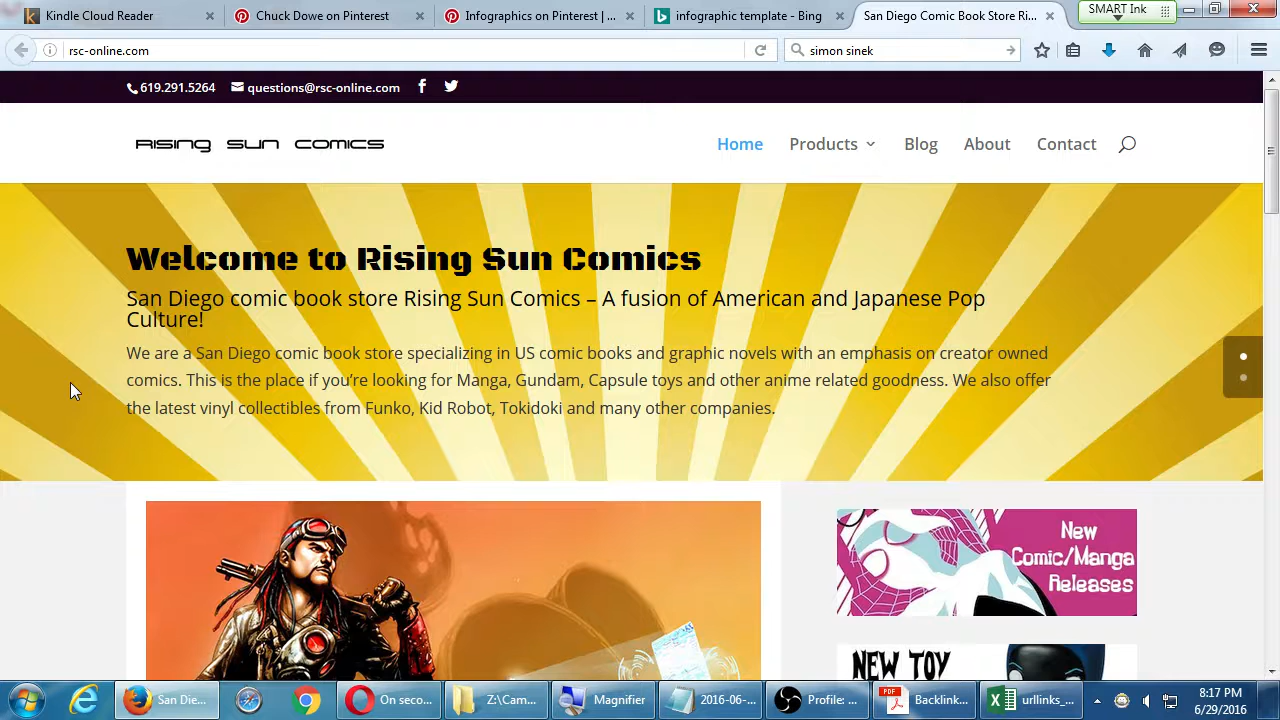 Kindle Cloud Reader
Chuck Dowe on Pinterest
Infographics on Pinterest | ...
infographic template - Bing
San Diego Comic Book Store Ri...
SMART Ink
rsc-online.com
simon sinek
619.291.5264
questions@rsc-online.com
Rising Sun Comics
Home
Products
Blog
About
Contact
Welcome to Rising Sun Comics
San Diego comic book store Rising Sun Comics – A fusion of American and Japanese Pop
Culture!
We are a San Diego comic book store specializing in US comic books and graphic novels with an emphasis on creator owned
comics. This is the place if you’re looking for Manga, Gundam, Capsule toys and other anime related goodness. We also offer
the latest vinyl collectibles from Funko, Kid Robot, Tokidoki and many other companies.
New
Comic/Manga
Releases
NEW TOY
San Die...
On seco...
Z:\Cam...
Magnifier
2016-06-...
Profile: ...
PDF
Backlink...
urllinks_...
8:17 PM
6/29/2016